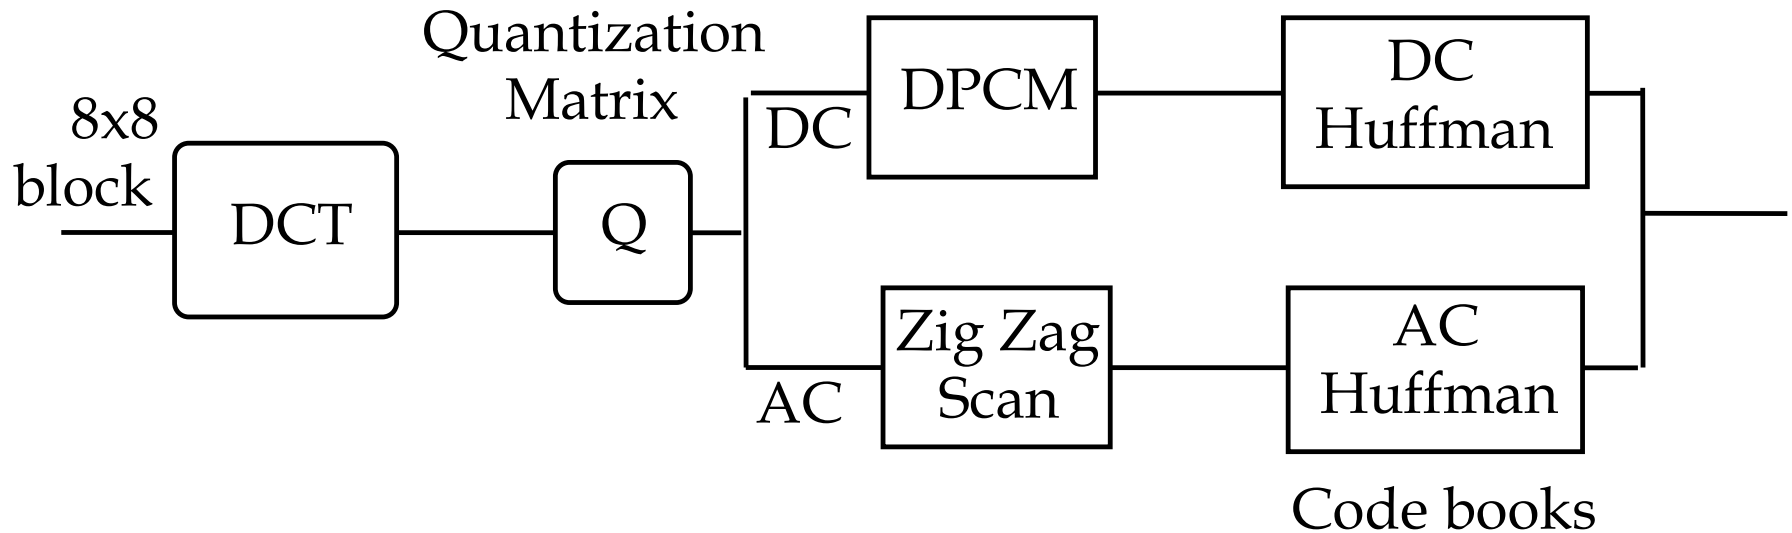 8x8
block
DCT
Quantization
Matrix
Q
DC
DPCM
DC
Huffman
AC
Zig Zag
Scan
AC
Huffman
Code books